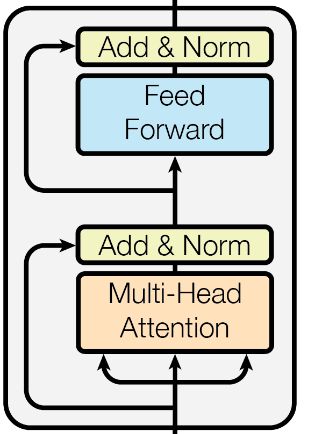 Add & Norm
Feed
Forward
Add & Norm
Multi-Head
Attention